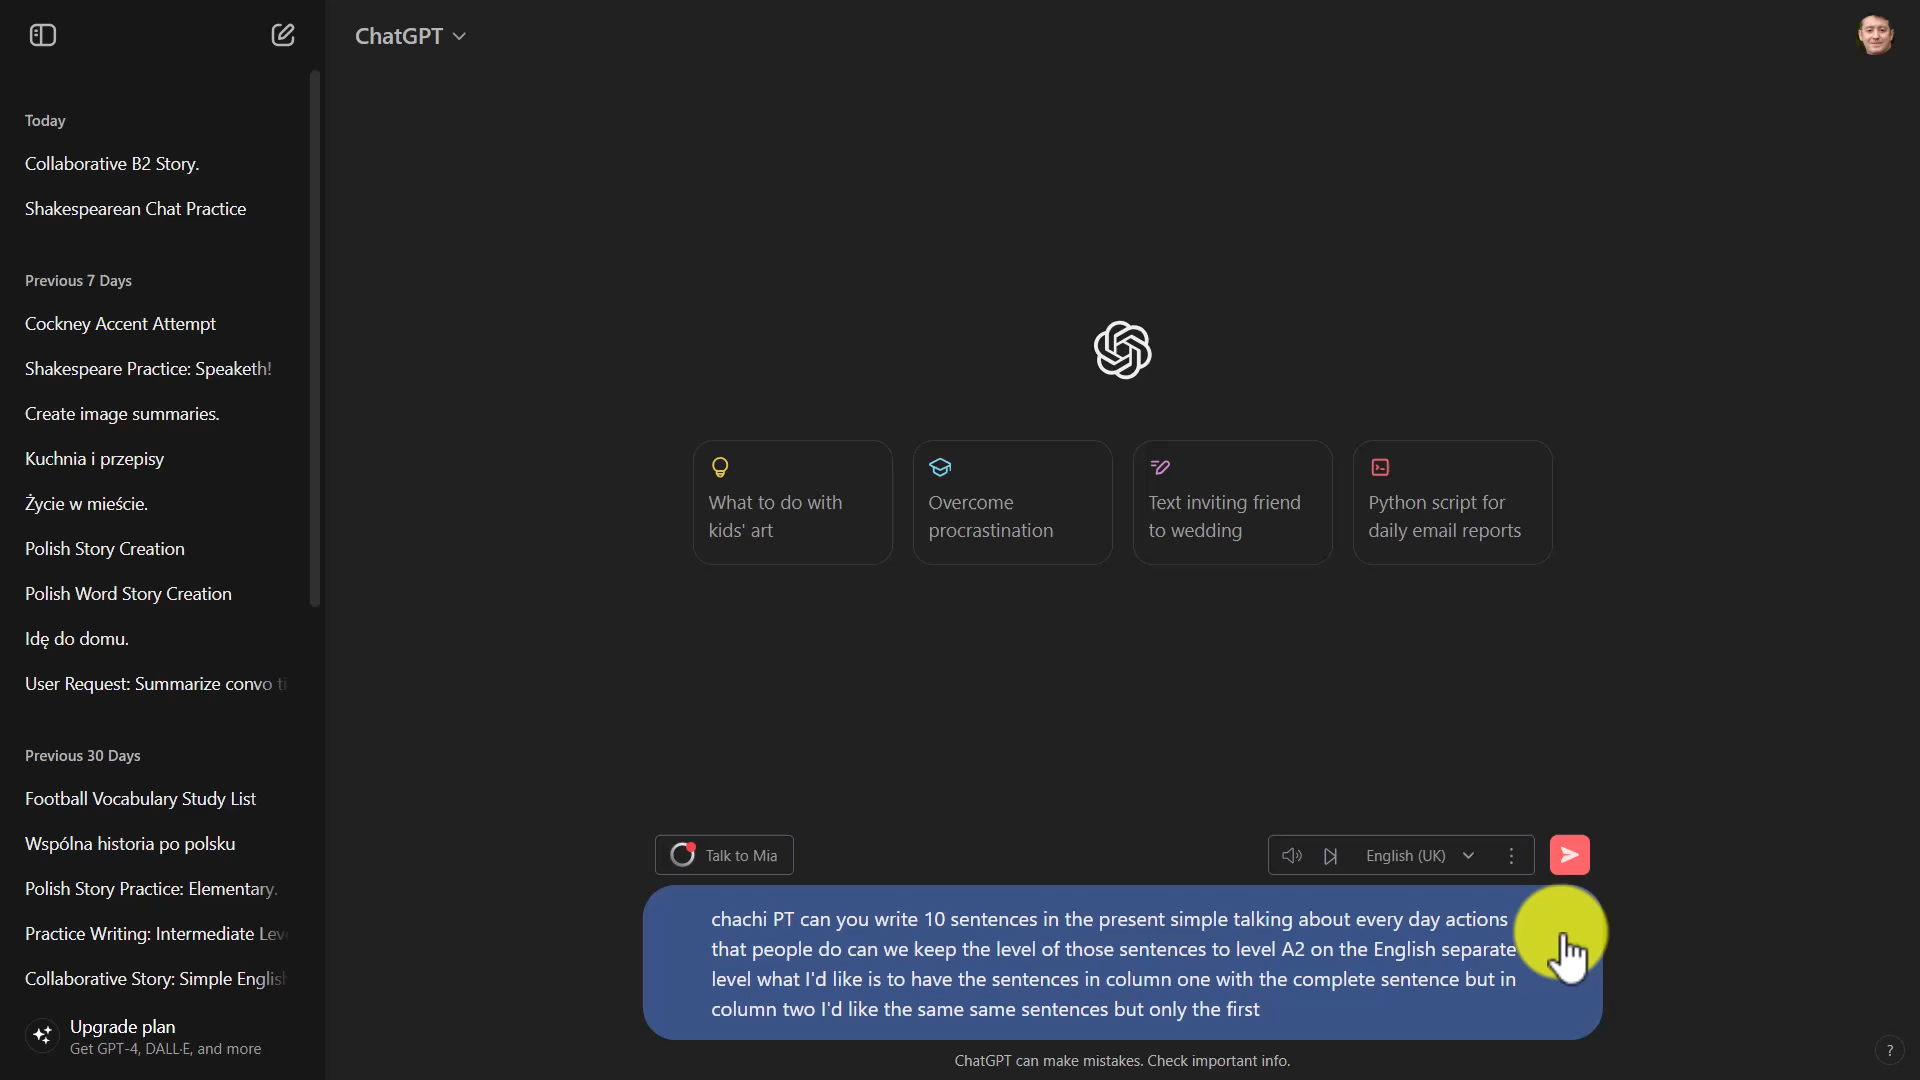 ChatGPT
Today
Collaborative B2 Story.
Shakespearean Chat Practice
Previous 7 Days
Cockney Accent Attempt
Shakespeare Practice: Speaketh!
Create image summaries.
Kuchnia i przepisy
Życie w mieście.
Polish Story Creation
Polish Word Story Creation
Idę do domu.
User Request: Summarize convo ti
Previous 30 Days
Football Vocabulary Study List
Wspólna historia po polsku
Polish Story Practice: Elementary.
Practice Writing: Intermediate Leve
Collaborative Story: Simple English
Upgrade plan
Get GPT-4, DALL·E, and more
What to do with
kids' art
Overcome
procrastination
Text inviting friend
to wedding
Python script for
daily email reports
Talk to Mia
English (UK)
chachi PT can you write 10 sentences in the present simple talking about every day actions
that people do can we keep the level of those sentences to level A2 on the English separate
level what I'd like is to have the sentences in column one with the complete sentence but in
column two I'd like the same same sentences but only the first
ChatGPT can make mistakes. Check important info.
?